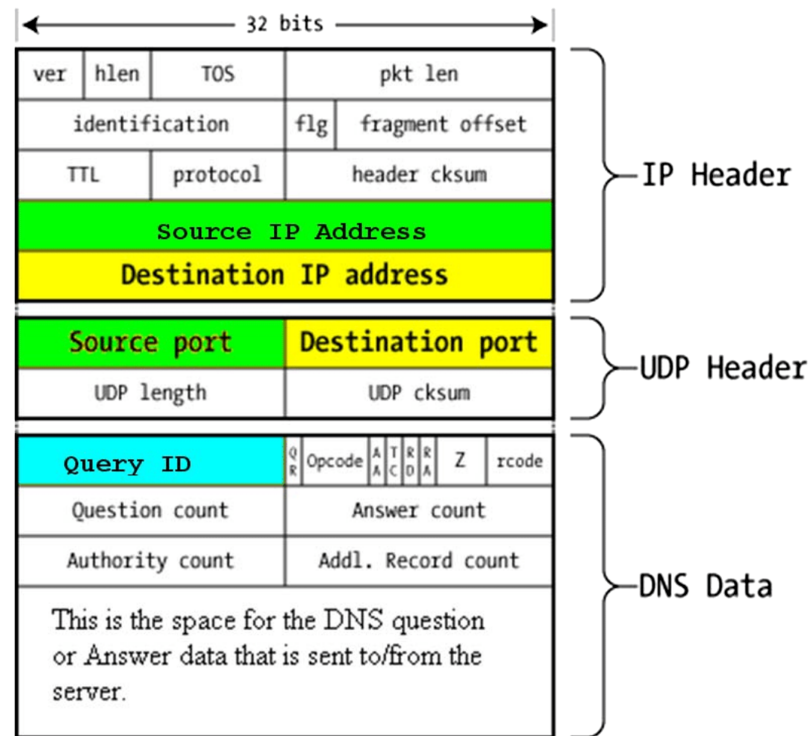 32 bits
ver hlen TOS pkt len
identification flg fragment offset
TTL protocol header cksum
IP Header
Source IP Address
Destination IP address
Source port Destination port
UDP length UDP cksum
UDP Header
Query ID QR Opcode AA TC RD RA Z rcode
Question count Answer count
Authority count Addl. Record count
DNS Data
This is the space for the DNS question
or Answer data that is sent to/from the
server.